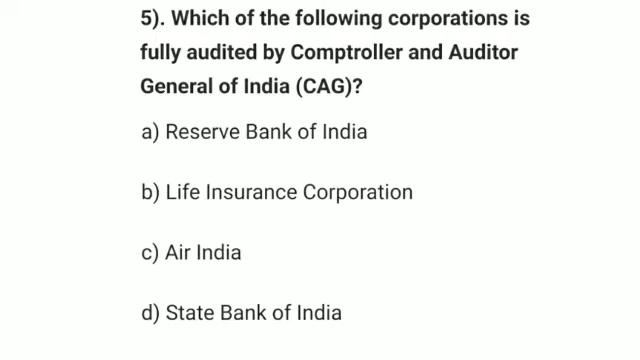 5). Which of the following corporations is
fully audited by Comptroller and Auditor
General of India (CAG)?
a) Reserve Bank of India
b) Life Insurance Corporation
c) Air India
d) State Bank of India